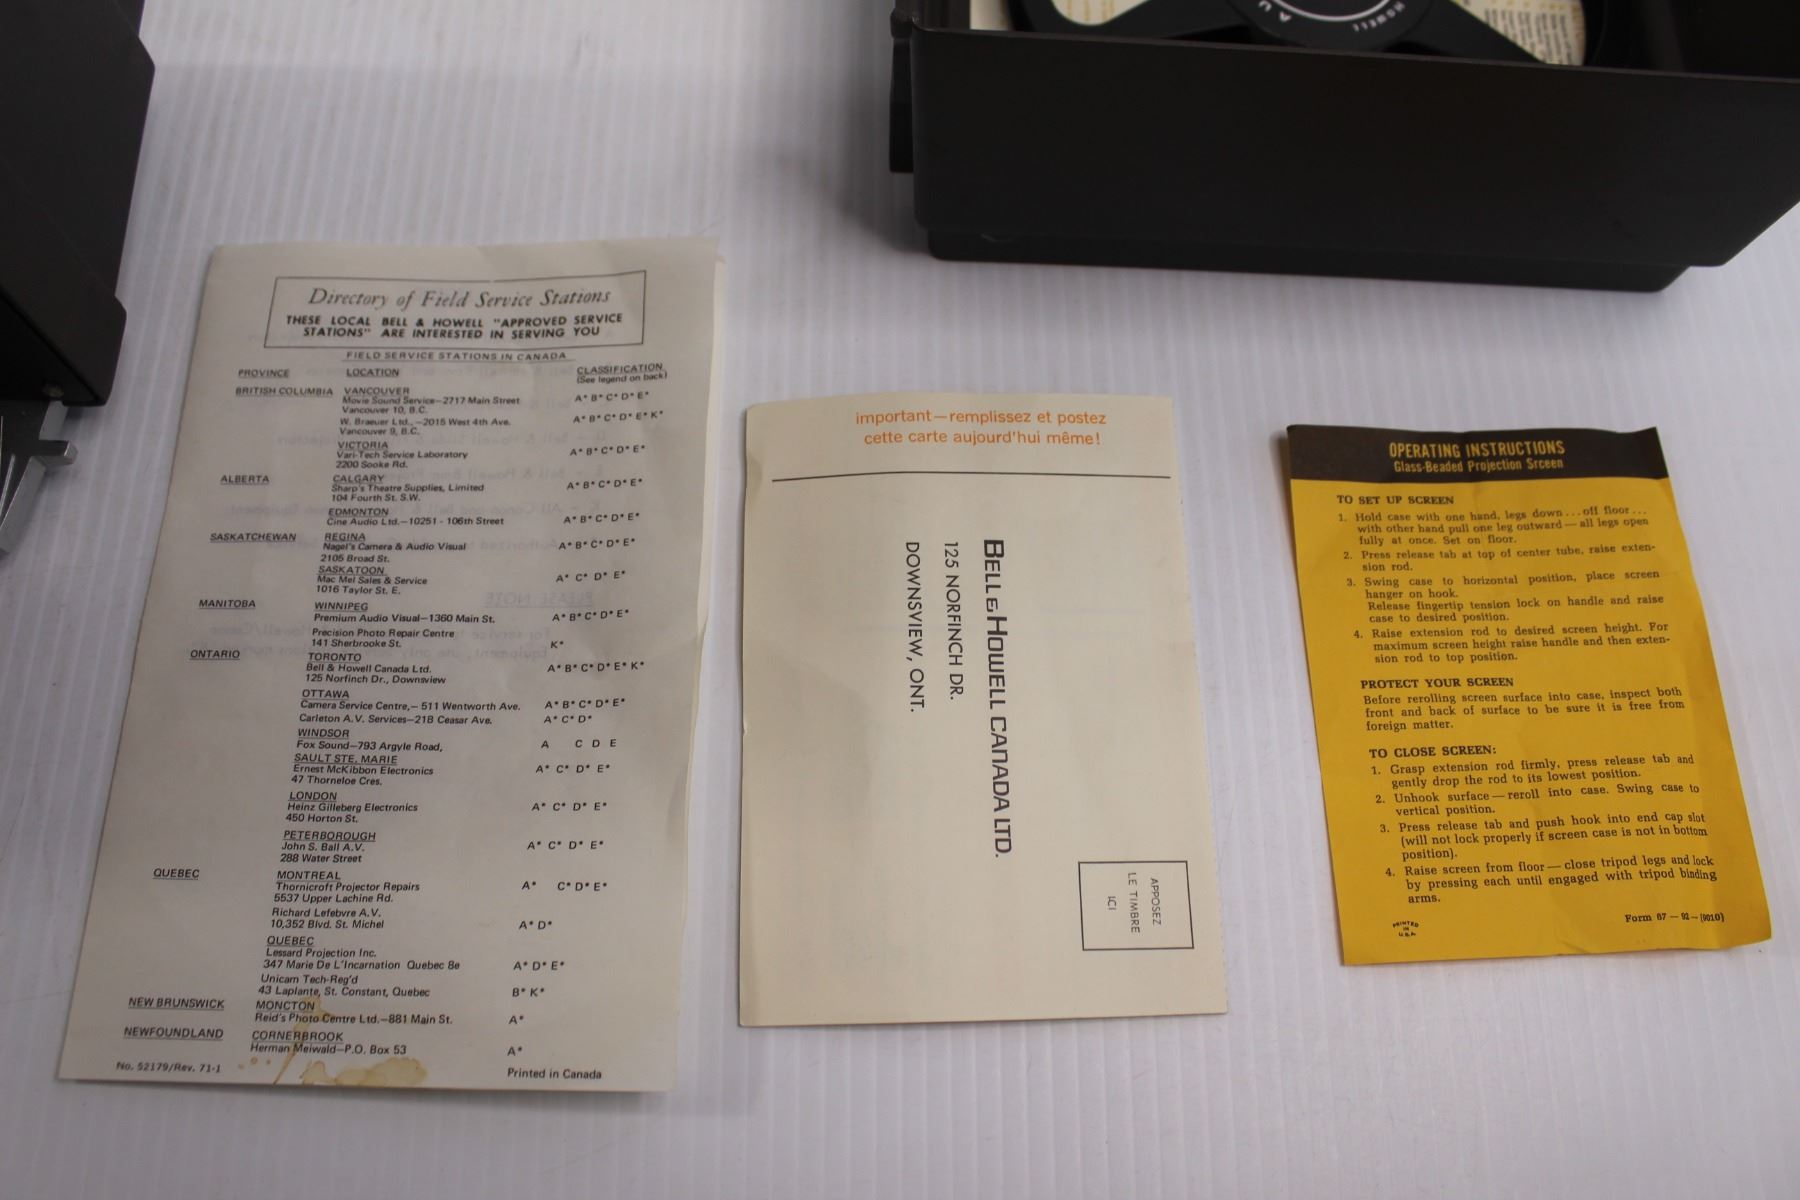 HOWELL
AU
Directory of Field Service Stations
THESE LOCAL BELL & HOWELL "APPROVED SERVICE
STATIONS" ARE INTERESTED IN SERVING YOU
FIELD SERVICE STATIONS IN CANADA
PROVINCE LOCATION CLASSIFICATION
(See legend on back)
BRITISH COLUMBIA VANCOUVER
Movie Sound Service—2717 Main Street A* B* C* D* E*
Vancouver 10, B.C.
W. Braeuer Ltd.,—2015 West 4th Ave. A* B* C* D* E* K*
Vancouver 9, B.C.
VICTORIA
Vari-Tech Service Laboratory A* B* C* D* E*
2200 Sooke Rd.
ALBERTA CALGARY
Sharp's Theatre Supplies, Limited A* B* C* D* E*
104 Fourth St. S.W.
EDMONTON
Cine Audio Ltd.—10251 - 106th Street A* B* C* D* E*
SASKATCHEWAN REGINA
Nagel's Camera & Audio Visual A* B* C* D* E*
2105 Broad St.
SASKATOON
Mac Mel Sales & Service A* C* D* E*
1016 Taylor St. E.
MANITOBA WINNIPEG
Premium Audio Visual—1360 Main St. A* B* C* D* E*
Precision Photo Repair Centre
141 Sherbrooke St. K*
ONTARIO TORONTO
Bell & Howell Canada Ltd. A* B* C* D* E* K*
125 Norfinch Dr., Downsview
OTTAWA
Camera Service Centre,— 511 Wentworth Ave. A* B* C* D* E*
Carleton A.V. Services—21B Ceasar Ave. A* C* D*
WINDSOR
Fox Sound—793 Argyle Road, A C D E
SAULT STE. MARIE
Ernest McKibbon Electronics A* C* D* E*
47 Thorneloe Cres.
LONDON
Heinz Gilleberg Electronics A* C* D* E*
450 Horton St.
PETERBOROUGH
John S. Ball A.V. A* C* D* E*
288 Water Street
QUEBEC MONTREAL
Thornicroft Projector Repairs A* C* D* E*
5537 Upper Lachine Rd.
Richard Lefebvre A.V.
10,352 Blvd. St. Michel A* D*
QUEBEC
Lessard Projection Inc.
347 Marie De L'Incarnation Quebec 8e A* D* E*
Unicam Tech-Reg'd
43 Laplante, St. Constant, Quebec B* K*
NEW BRUNSWICK MONCTON
Reid's Photo Centre Ltd.—881 Main St. A*
NEWFOUNDLAND CORNERBROOK
Herman Meiwald—P.O. Box 53 A*
No. 52179/Rev. 71-1 Printed in Canada
important—remplissez et postez
cette carte aujourd'hui même!
BELL & HOWELL CANADA LTD.
125 NORFINCH DR.
DOWNSVIEW, ONT.
APPOSEZ
LE TIMBRE
ICI
OPERATING INSTRUCTIONS
Glass-Beaded Projection Srceen
TO SET UP SCREEN
1. Hold case with one hand, legs down . . . off floor . . .
with other hand pull one leg outward — all legs open
fully at once. Set on floor.
2. Press release tab at top of center tube, raise exten-
sion rod.
3. Swing case to horizontal position, place screen
hanger on hook.
Release fingertip tension lock on handle and raise
case to desired position.
4. Raise extension rod to desired screen height. For
maximum screen height raise handle and then exten-
sion rod to top position.
PROTECT YOUR SCREEN
Before rerolling screen surface into case, inspect both
front and back of surface to be sure it is free from
foreign matter.
TO CLOSE SCREEN:
1. Grasp extension rod firmly, press release tab and
gently drop the rod to its lowest position.
2. Unhook surface — reroll into case. Swing case to
vertical position.
3. Press release tab and push hook into end cap slot
(will not lock properly if screen case is not in bottom
position).
4. Raise screen from floor — close tripod legs and lock
by pressing each until engaged with tripod binding
arms.
PRINTED
IN
U.S.A.
Form 67 — 92 — (9010)